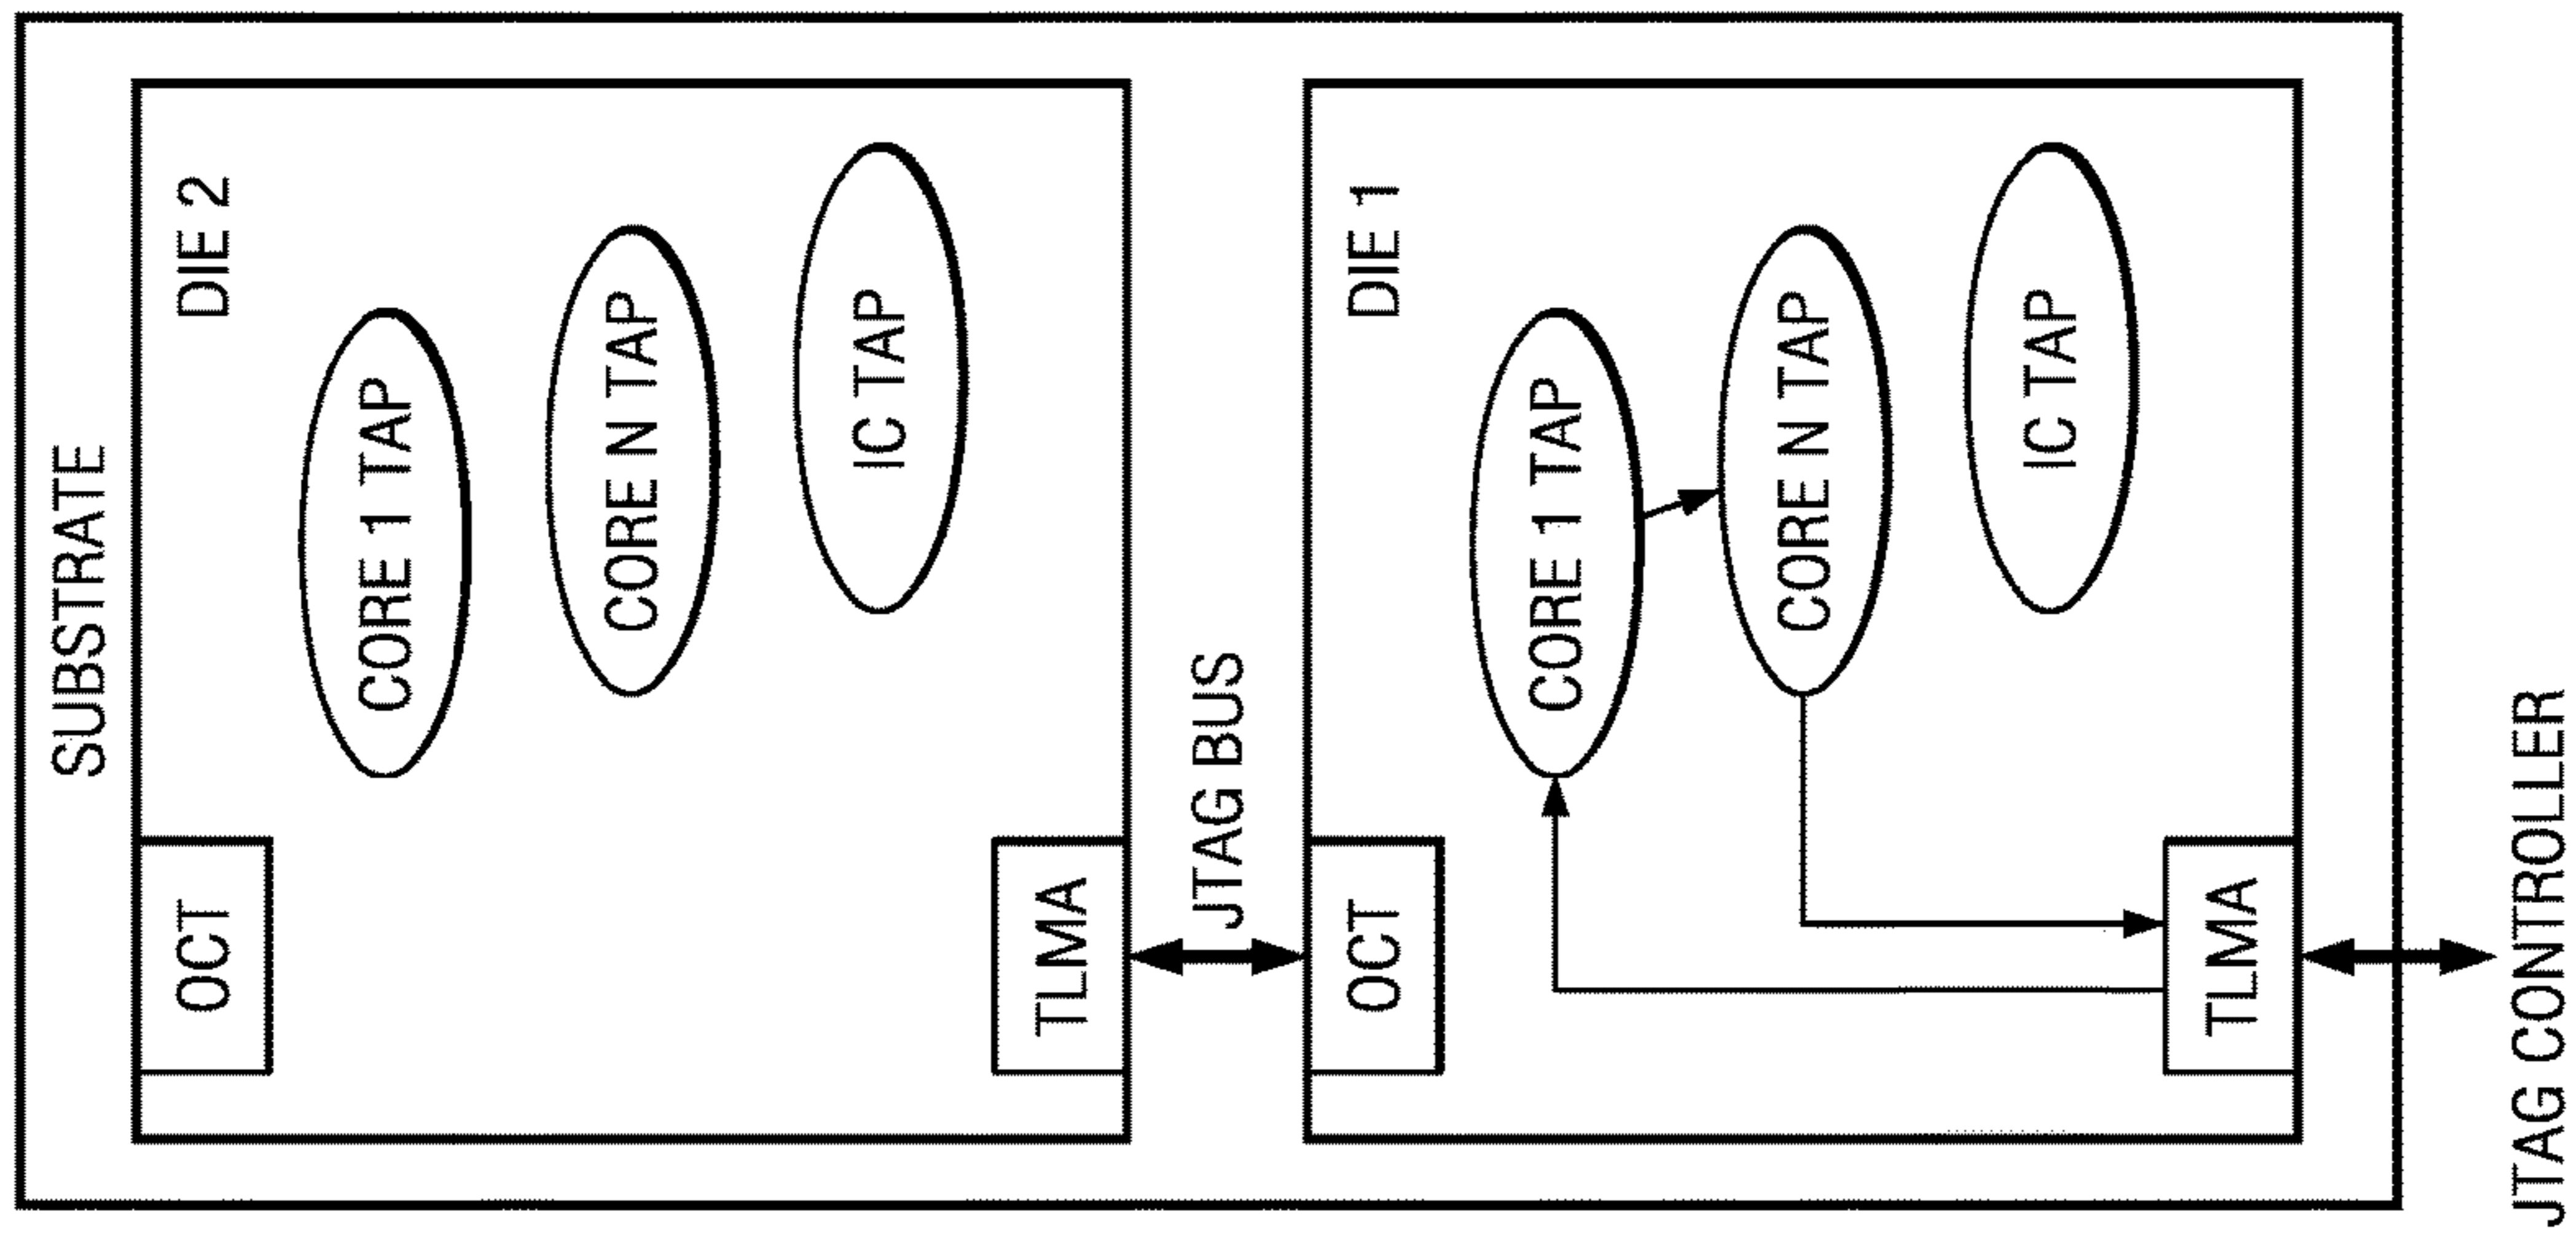 SUBSTRATE
DIE 2
OCT
CORE 1 TAP
CORE N TAP
IC TAP
TLMA
JTAG BUS
DIE 1
OCT
CORE 1 TAP
CORE N TAP
IC TAP
TLMA
JTAG CONTROLLER